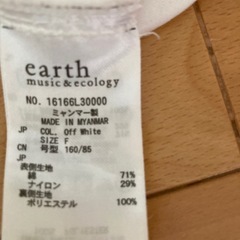 earth
music&ecology
NO. 16166L30000
ミャンマー製
MADE IN MYANMAR
JP COL. Off White
SIZE F
CN 号型 160/85
JP
表側生地
綿 71%
ナイロン 29%
裏側生地
ポリエステル 100%